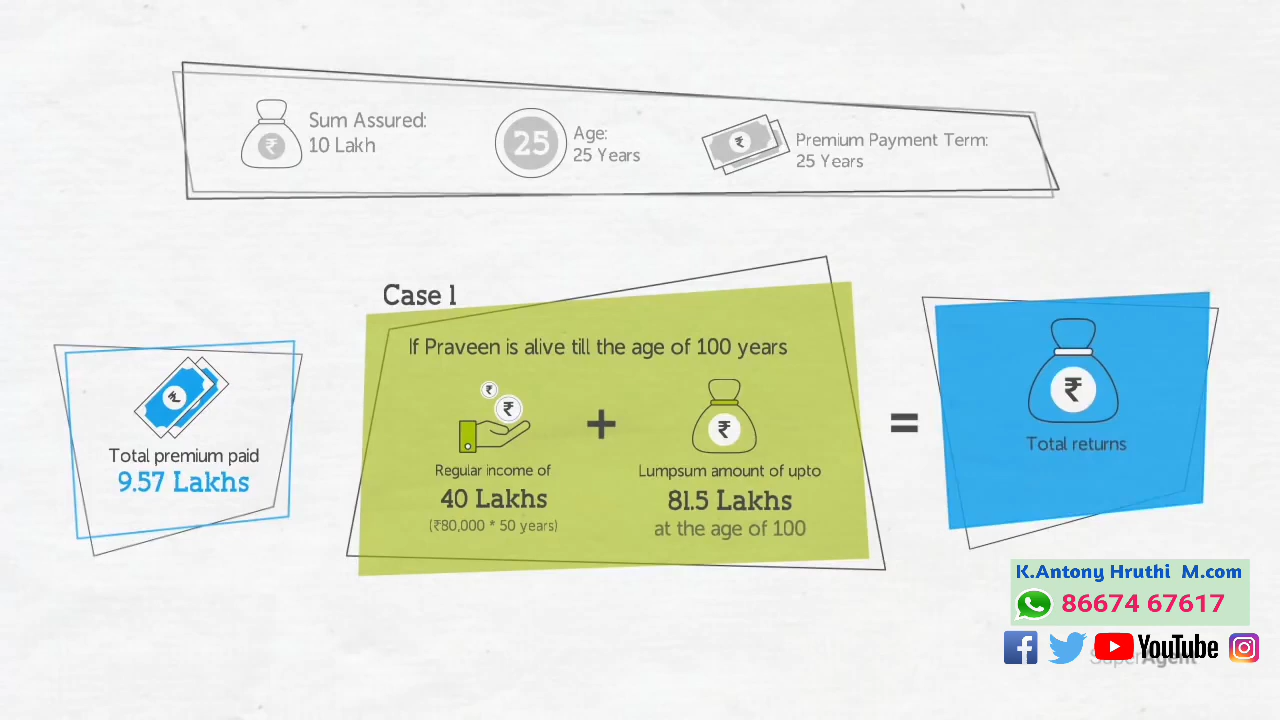 Sum Assured:
10 Lakh
25
Age:
25 Years
₹
Premium Payment Term:
25 Years
Case 1
If Praveen is alive till the age of 100 years
Total premium paid
9.57 Lakhs
Regular income of
40 Lakhs
(₹80,000 * 50 years)
+
Lumpsum amount of upto
81.5 Lakhs
at the age of 100
=
₹
Total returns
K.Antony Hruthi M.com
86674 67617
YouTube
SuperAgent